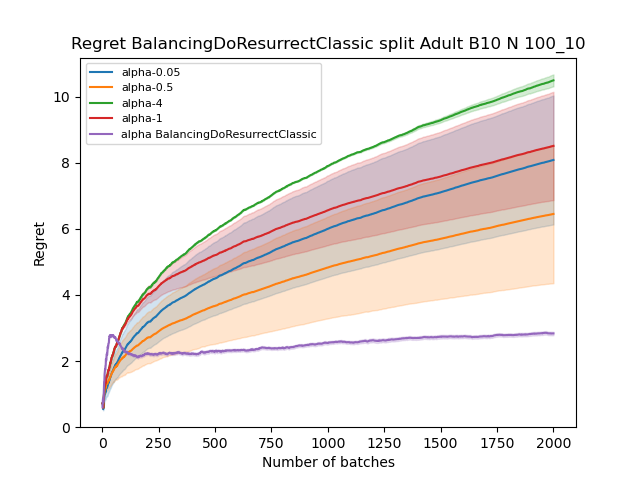 Regret BalancingDoResurrectClassic split Adult B10 N 100_10
alpha-0.05
alpha-0.5
alpha-4
alpha-1
alpha BalancingDoResurrectClassic
Regret
10
8
6
4
2
0
0 250 500 750 1000 1250 1500 1750 2000
Number of batches